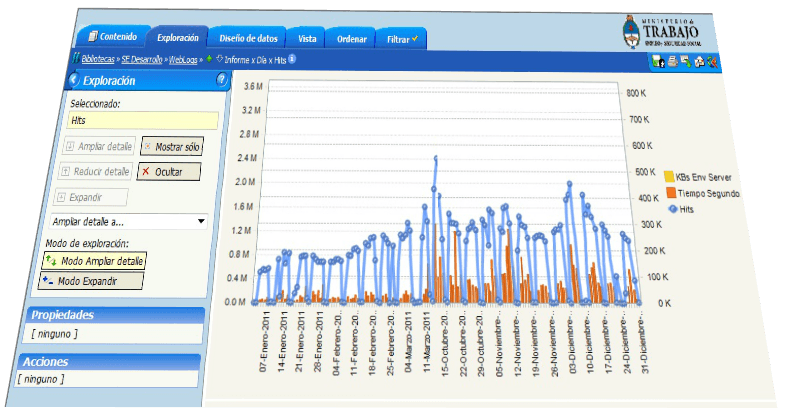 Contenido
Exploración
Diseño de datos
Vista
Ordenar
Filtrar
MINISTERIO DE
TRABAJO
EMPLEO Y SEGURIDAD SOCIAL
Bibliotecas » SE Desarrollo » WebLogs »
Informe x Día x Hits
Exploración
Seleccionado:
Hits
Ampliar detalle
Mostrar sólo
Reducir detalle
Ocultar
Expandir
Ampliar detalle a...
Modo de exploración:
Modo Ampliar detalle
Modo Expandir
Propiedades
[ ninguno ]
Acciones
[ ninguno ]
3.6 M
3.2 M
2.8 M
2.4 M
2.0 M
1.6 M
1.2 M
0.8 M
0.4 M
0.0 M
800 K
700 K
600 K
500 K
400 K
300 K
200 K
100 K
0 K
KBs Env Server
Tiempo Segundo
Hits
07-Enero-2011
14-Enero-2011
21-Enero-2011
28-Enero-2011
04-Febrero-20..
11-Febrero-20..
18-Febrero-20..
25-Febrero-20..
04-Marzo-2011
11-Marzo-2011
15-Octubre-20..
22-Octubre-20..
29-Octubre-20..
05-Noviembre-..
12-Noviembre-..
19-Noviembre-..
26-Noviembre-..
03-Diciembre-..
10-Diciembre-..
17-Diciembre-..
24-Diciembre-..
31-Diciembre-..